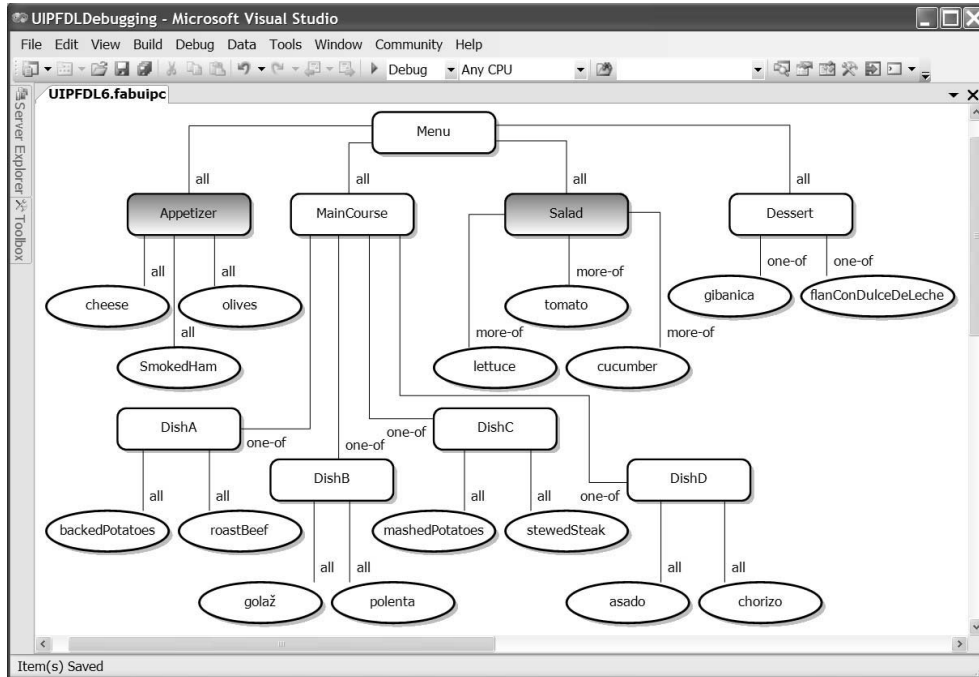 UIPFDLDebugging - Microsoft Visual Studio
File Edit View Build Debug Data Tools Window Community Help
Debug Any CPU
UIPFDL6.fabuipc
Server Explorer
Toolbox
Menu
all all all all
Appetizer MainCourse Salad Dessert
all all more-of one-of one-of
cheese olives tomato gibanica flanConDulceDeLeche
all more-of more-of
SmokedHam lettuce cucumber
DishA DishC
one-of one-of one-of
DishB DishD
all all all all one-of
backedPotatoes roastBeef mashedPotatoes stewedSteak
all all all all
golaž polenta asado chorizo
Item(s) Saved